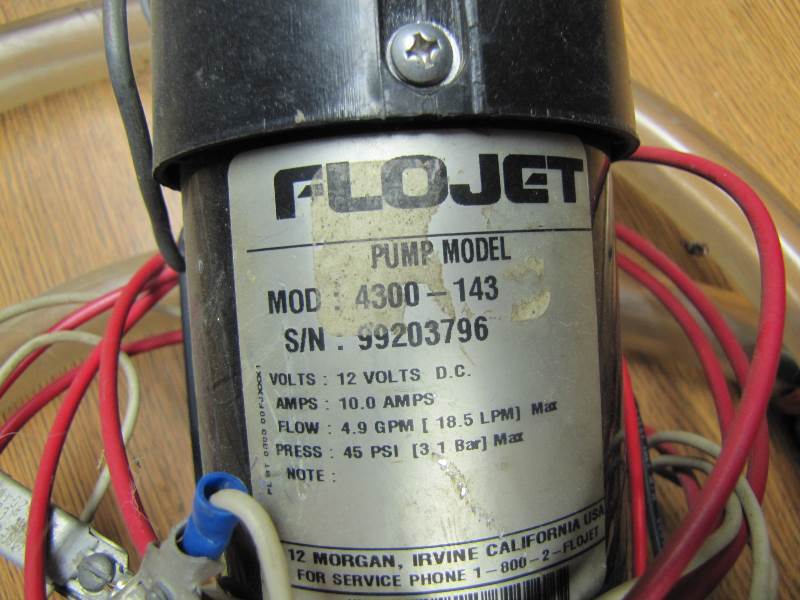 FLOJET
PUMP MODEL
MOD : 4300-143
S/N : 99203796
VOLTS : 12 VOLTS D.C.
AMPS : 10.0 AMPS
FLOW : 4.9 GPM [ 18.5 LPM] Max
PRESS : 45 PSI [3.1 Bar] Max
NOTE :
12 MORGAN, IRVINE CALIFORNIA USA
FOR SERVICE PHONE 1-800-2-FLOJET